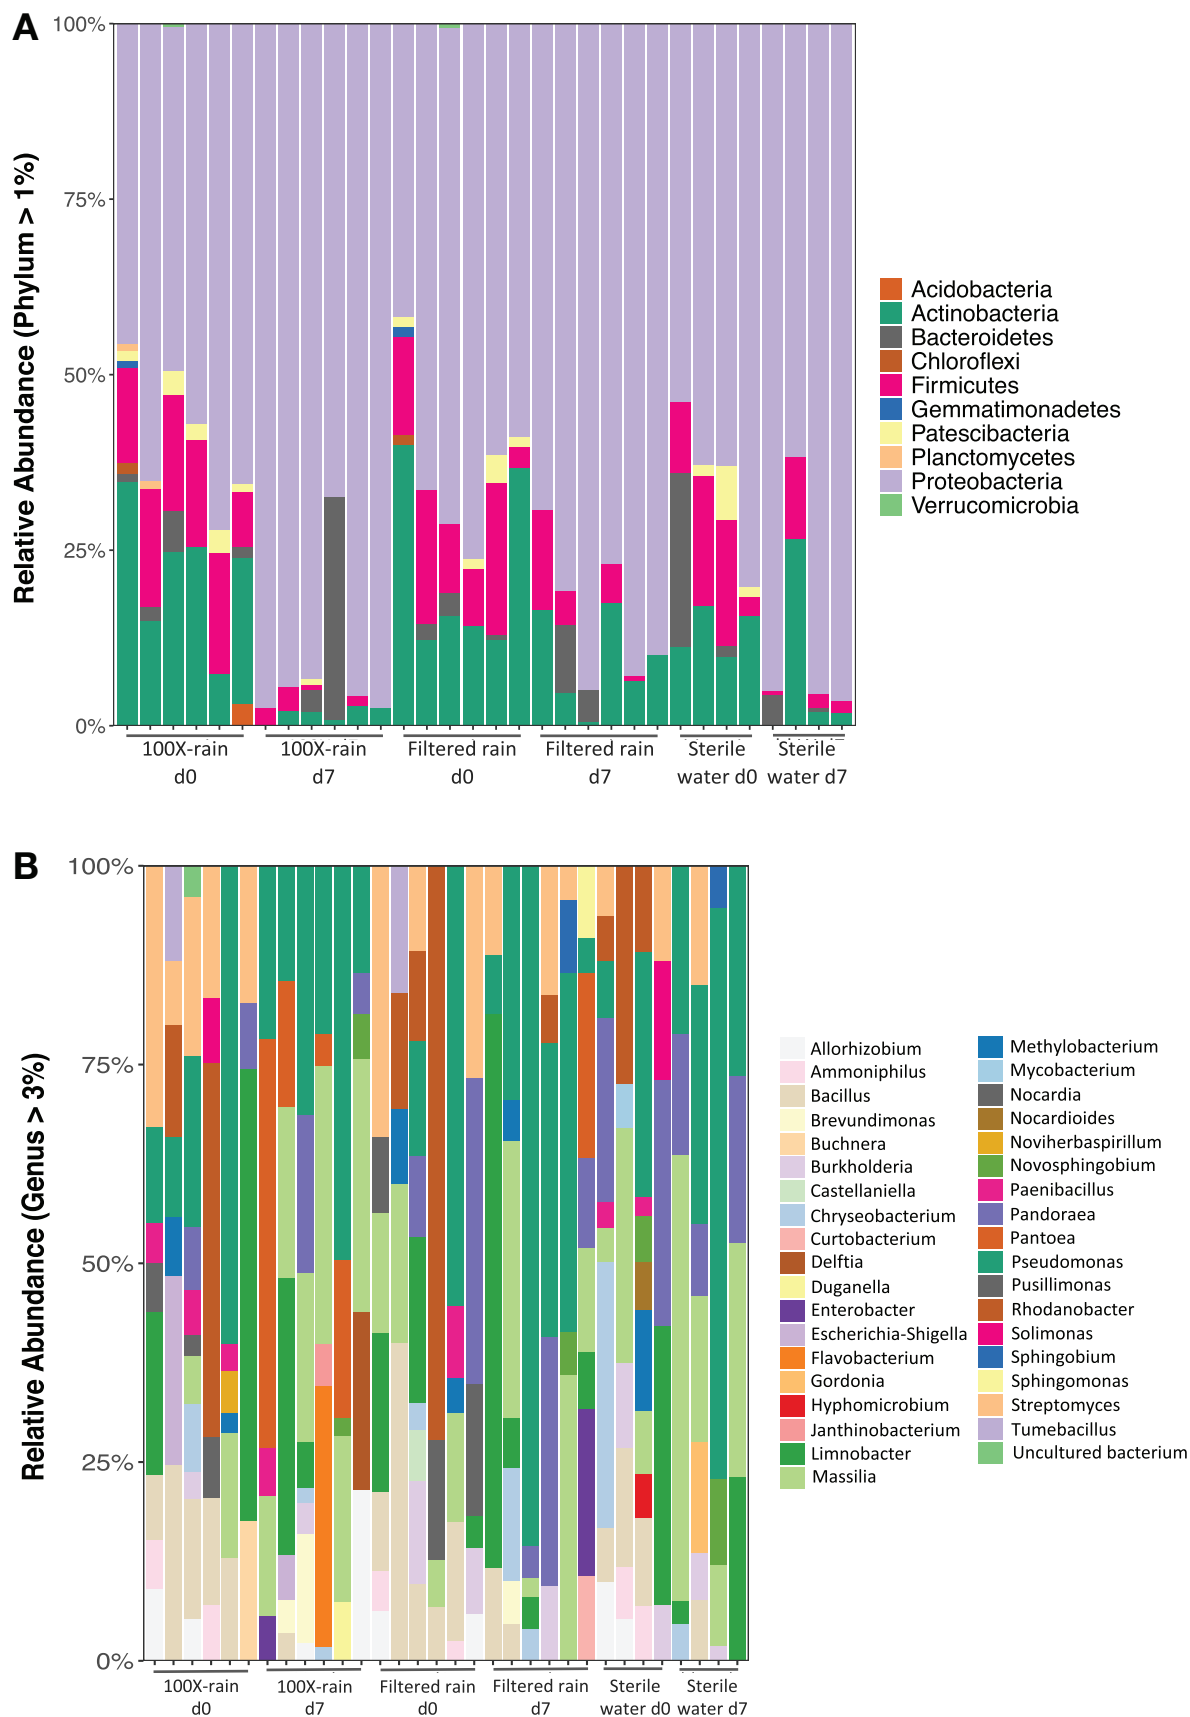 A
Relative Abundance (Phylum > 1%)
100%
75%
50%
25%
0%
100X-rain d0
100X-rain d7
Filtered rain d0
Filtered rain d7
Sterile water d0
Sterile water d7
Acidobacteria
Actinobacteria
Bacteroidetes
Chloroflexi
Firmicutes
Gemmatimonadetes
Patescibacteria
Planctomycetes
Proteobacteria
Verrucomicrobia
B
Relative Abundance (Genus > 3%)
100%
75%
50%
25%
0%
100X-rain d0
100X-rain d7
Filtered rain d0
Filtered rain d7
Sterile water d0
Sterile water d7
Allorhizobium
Ammoniphilus
Bacillus
Brevundimonas
Buchnera
Burkholderia
Castellaniella
Chryseobacterium
Curtobacterium
Delftia
Duganella
Enterobacter
Escherichia-Shigella
Flavobacterium
Gordonia
Hyphomicrobium
Janthinobacterium
Limnobacter
Massilia
Methylobacterium
Mycobacterium
Nocardia
Nocardioides
Noviherbaspirillum
Novosphingobium
Paenibacillus
Pandoraea
Pantoea
Pseudomonas
Pusillimonas
Rhodanobacter
Solimonas
Sphingobium
Sphingomonas
Streptomyces
Tumebacillus
Uncultured bacterium